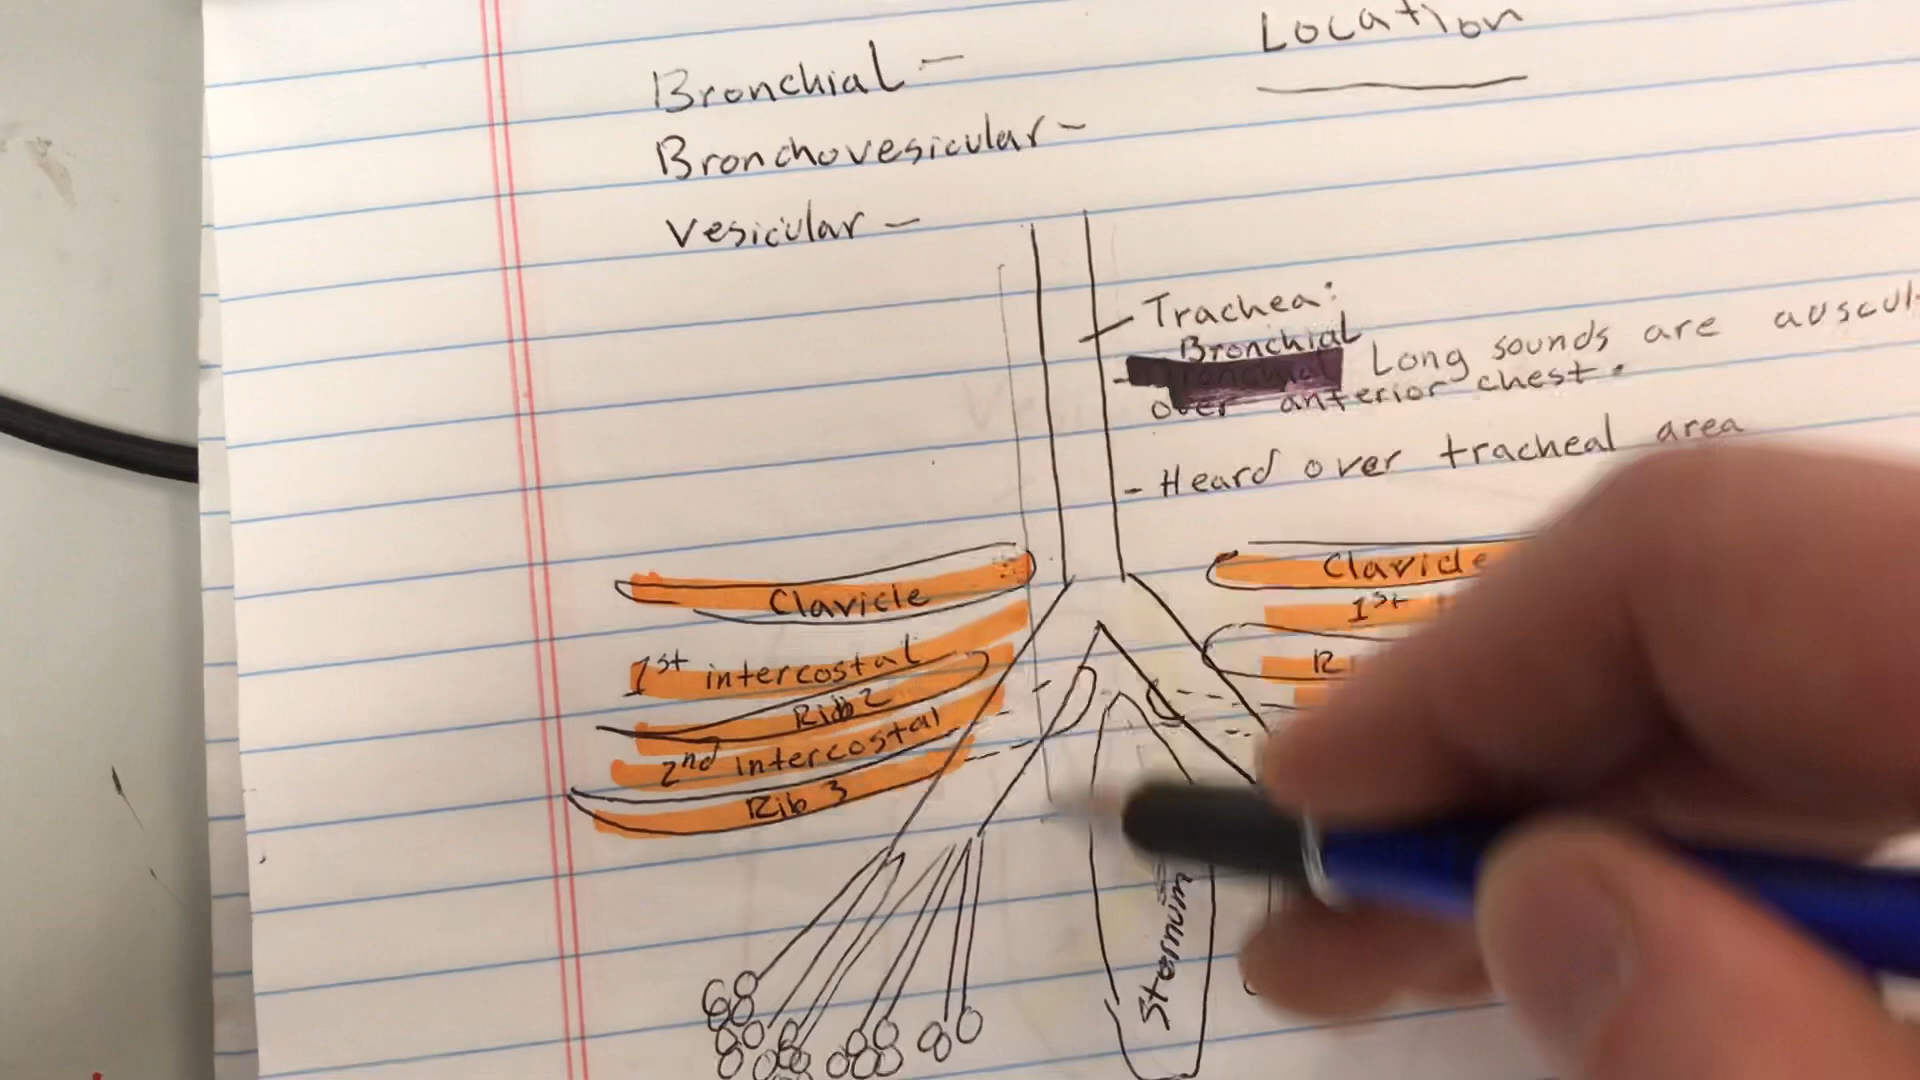 Location
Bronchial -
Bronchovesicular -
Vesicular -
Trachea:
Bronchial
- Long sounds are auscul
over anterior chest.
- Heard over tracheal area
Clavicle
Clavicle
1st intercostal
1st
Rib 2
2nd intercostal
Rib 3
Sternum